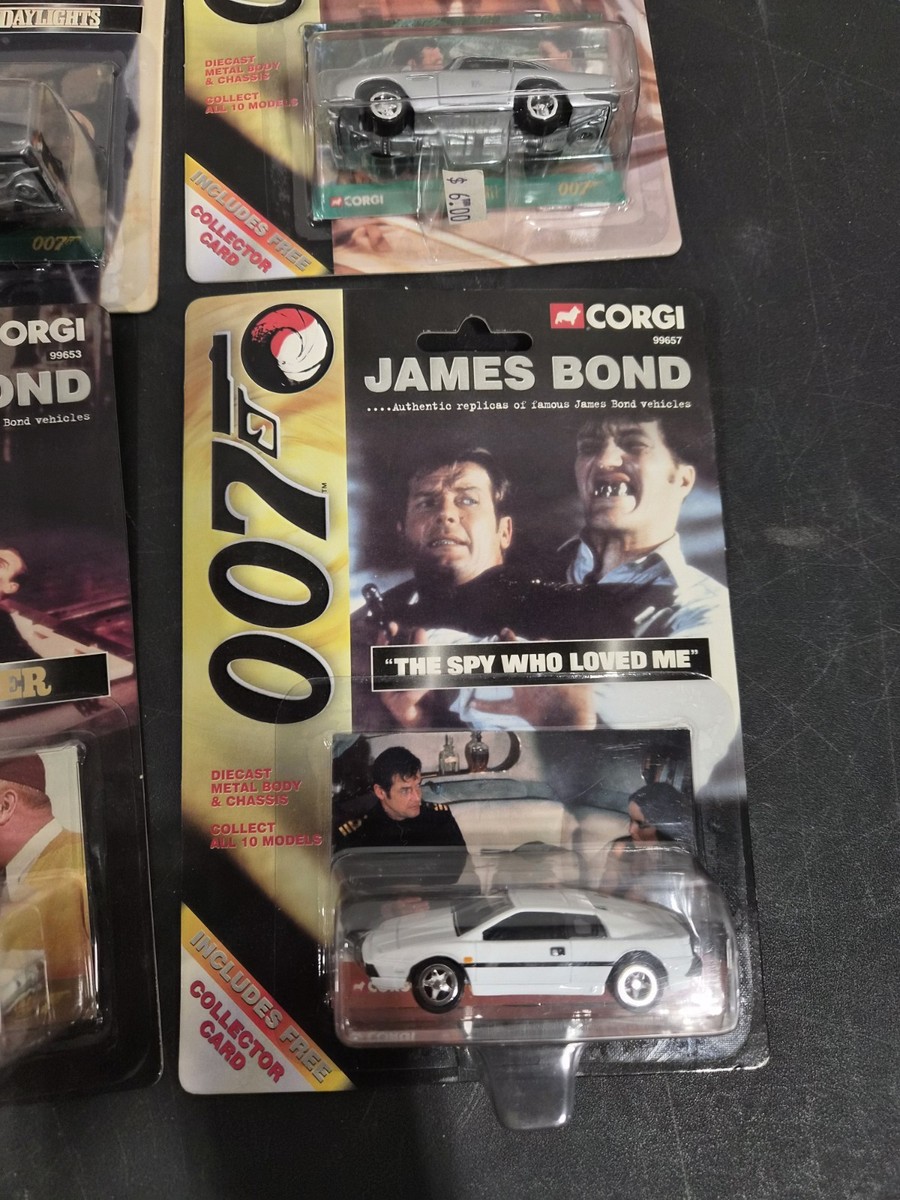 DAYLIGHTS
007
DIECAST
METAL BODY
& CHASSIS
COLLECT
ALL 10 MODELS
INCLUDES FREE
COLLECTOR
CARD
CORGI
007
$ 6.00
ORGI
99653
OND
Bond vehicles
ER
CORGI
99657
JAMES BOND
....Authentic replicas of famous James Bond vehicles
007
TM
"THE SPY WHO LOVED ME"
DIECAST
METAL BODY
& CHASSIS
COLLECT
ALL 10 MODELS
INCLUDES FREE
COLLECTOR
CARD